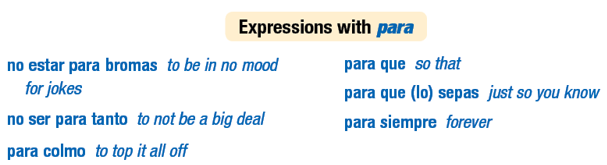 Expressions with para
no estar para bromas to be in no mood
for jokes
no ser para tanto to not be a big deal
para colmo to top it all off
para que so that
para que (lo) sepas just so you know
para siempre forever